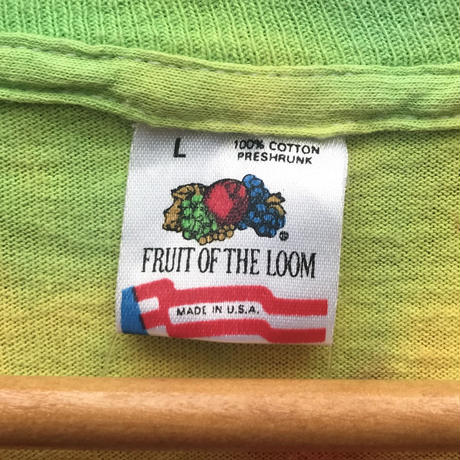 L
100% COTTON
PRESHRUNK
®
FRUIT OF THE LOOM
MADE IN U.S.A.